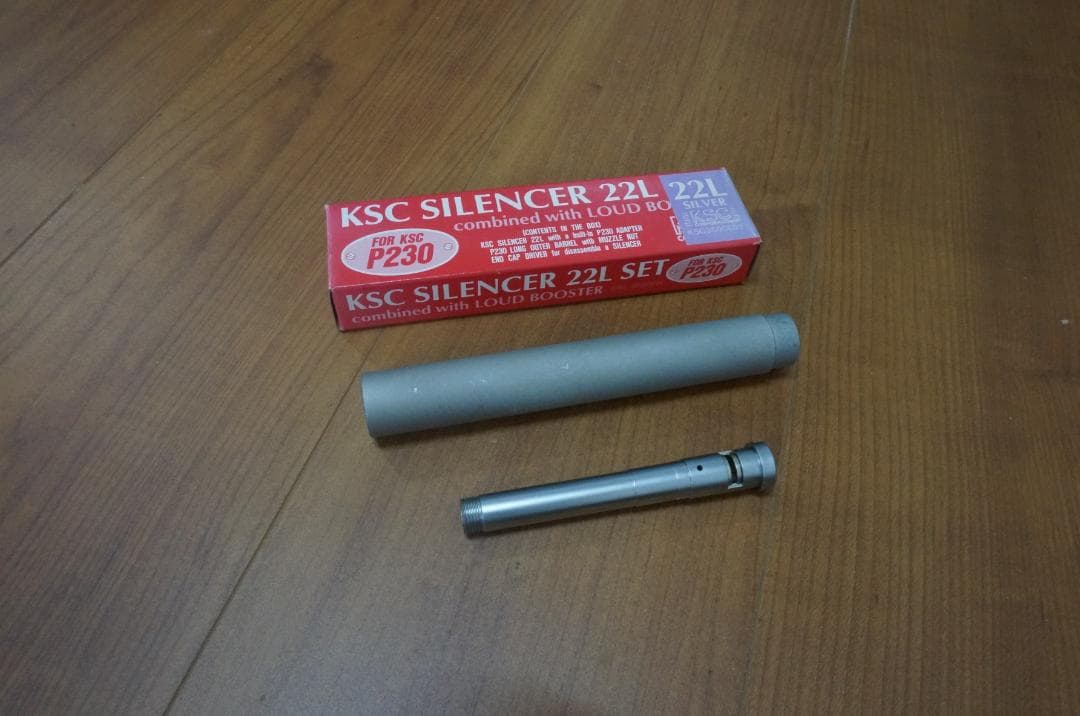 KSC SILENCER 22L
combined with LOUD BO
22L
SILVER
KSC
FOR KSC
P230
(CONTENTS IN THE BOX)
KSC SILENCER 22L with a built-in P230 ADAPTER
P230 LONG OUTER BARREL with MUZZLE NUT
END CAP DRIVER for disassemble a SILENCER
KSC SILENCER 22L SET
combined with LOUD BOOSTER
FOR KSC
P230